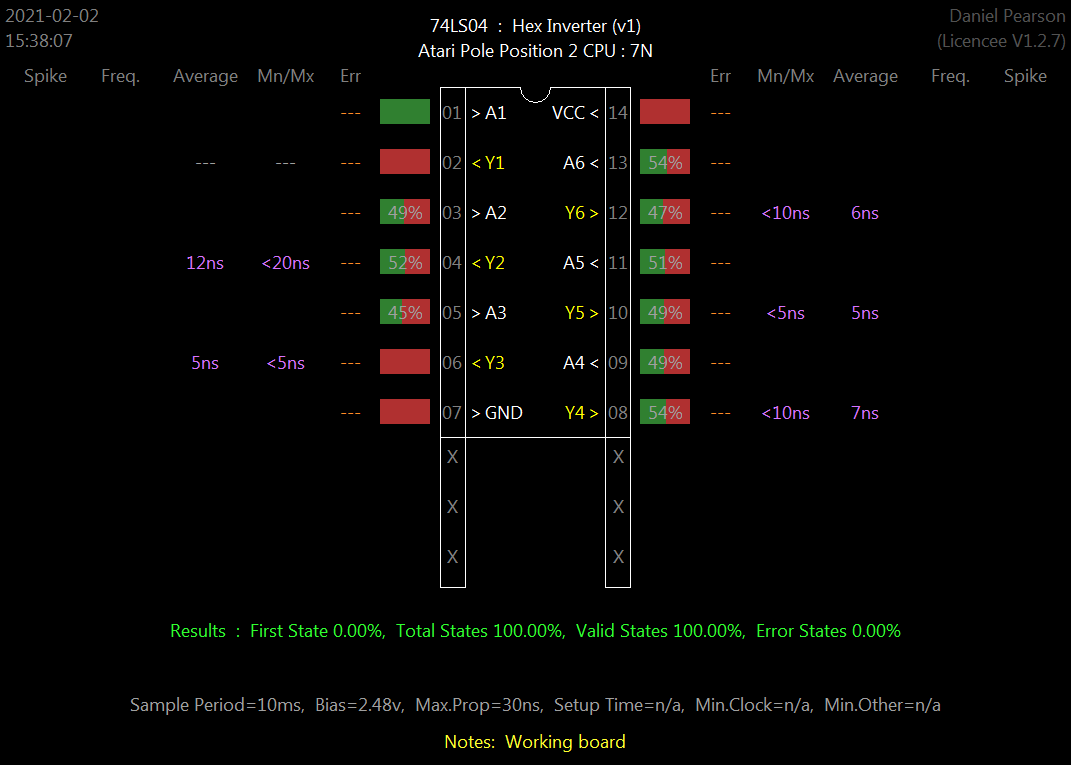 2021-02-02 74LS04 : Hex Inverter (v1) Daniel Pearson
15:38:07 Atari Pole Position 2 CPU : 7N (Licencee V1.2.7)
Spike Freq. Average Mn/Mx Err Err Mn/Mx Average Freq. Spike
--- 01 > A1 VCC < 14 ---
--- --- --- 02 < Y1 A6 < 13 54% ---
--- 49% 03 > A2 Y6 > 12 47% --- <10ns 6ns
12ns <20ns --- 52% 04 < Y2 A5 < 11 51% ---
--- 45% 05 > A3 Y5 > 10 49% --- <5ns 5ns
5ns <5ns --- 06 < Y3 A4 < 09 49% ---
--- 07 > GND Y4 > 08 54% --- <10ns 7ns
X X
X X
X X
Results : First State 0.00%, Total States 100.00%, Valid States 100.00%, Error States 0.00%
Sample Period=10ms, Bias=2.48v, Max.Prop=30ns, Setup Time=n/a, Min.Clock=n/a, Min.Other=n/a
Notes: Working board